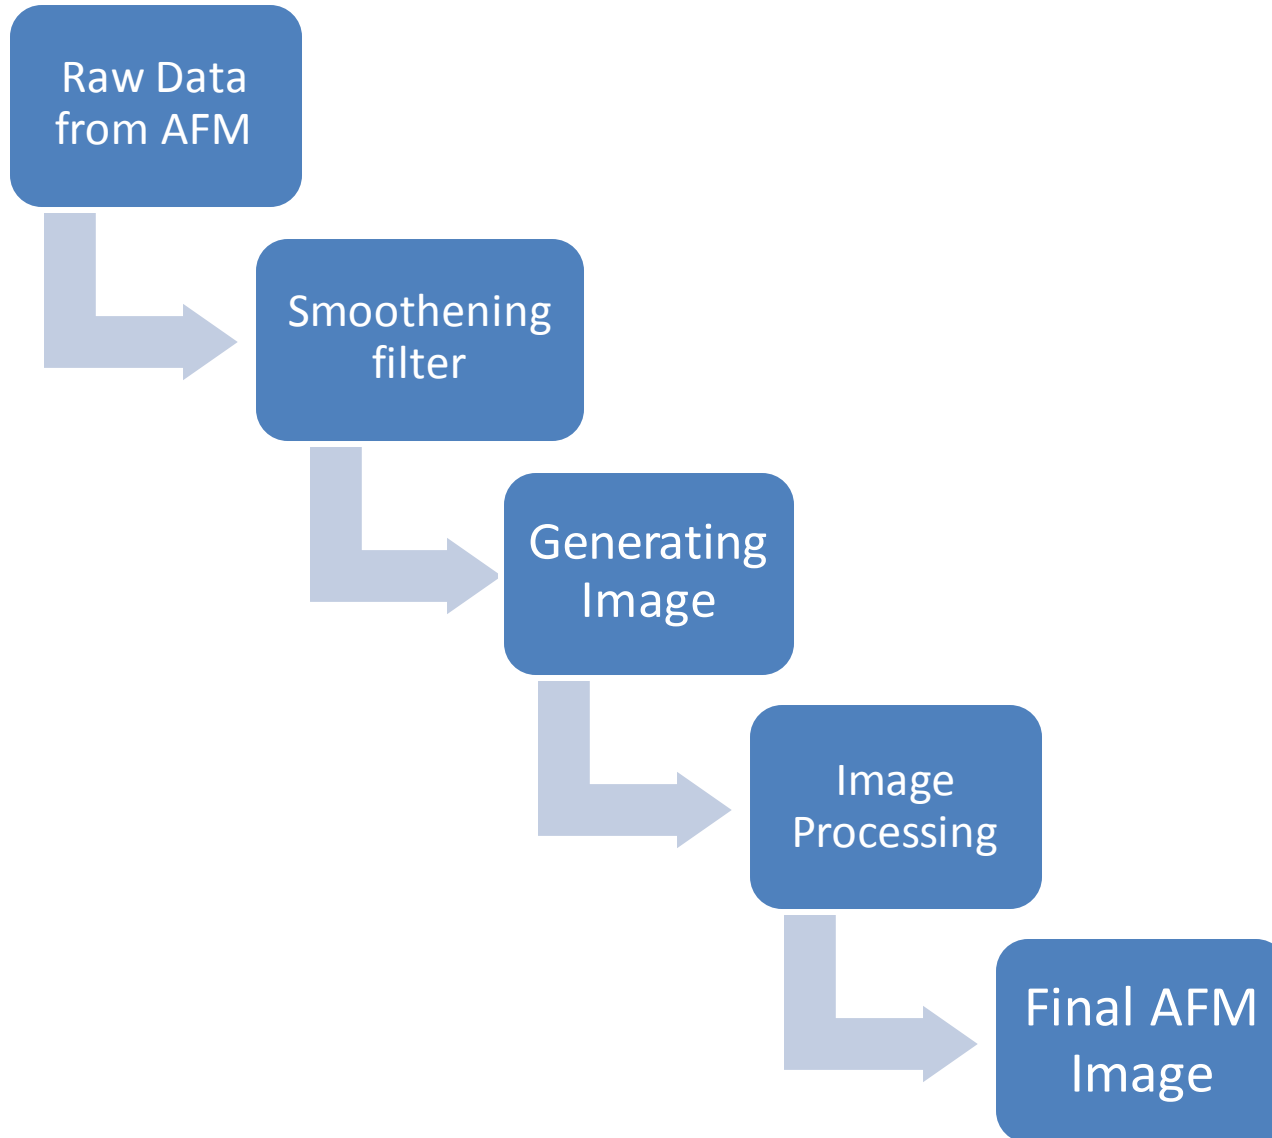 Raw Data
from AFM
Smoothening
filter
Generating
Image
Image
Processing
Final AFM
Image